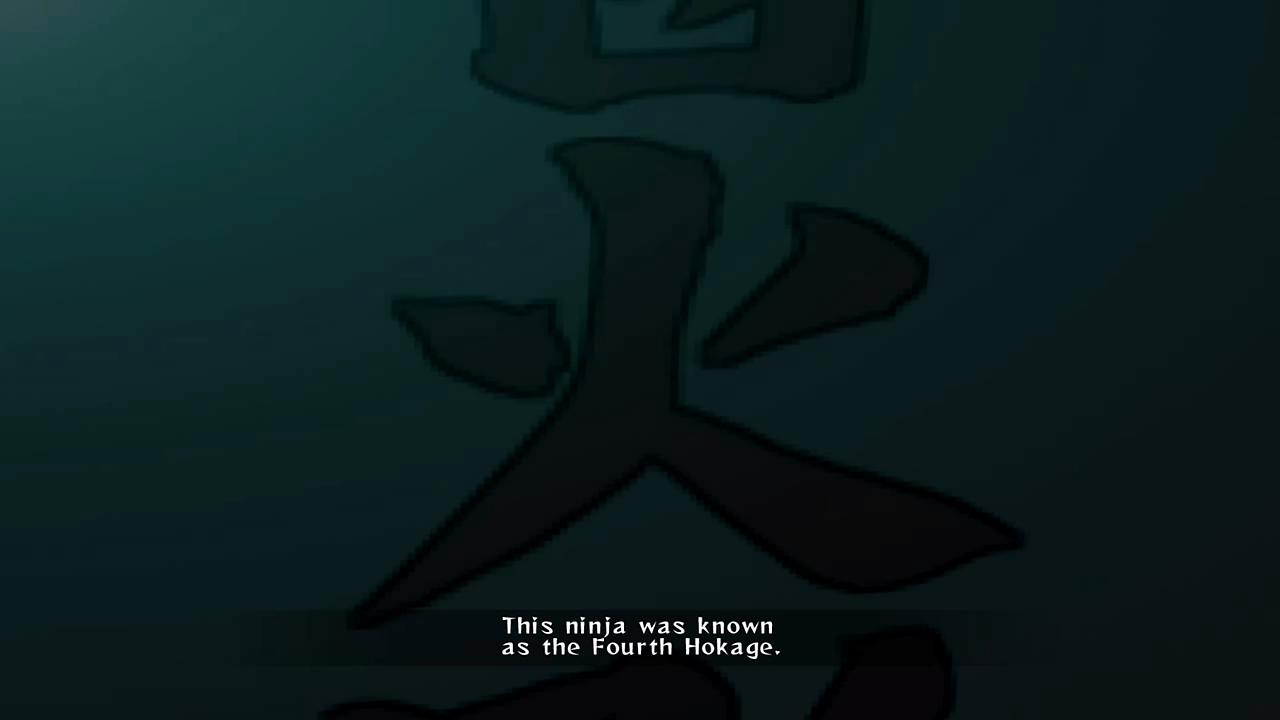 火
This ninja was known
as the Fourth Hokage.